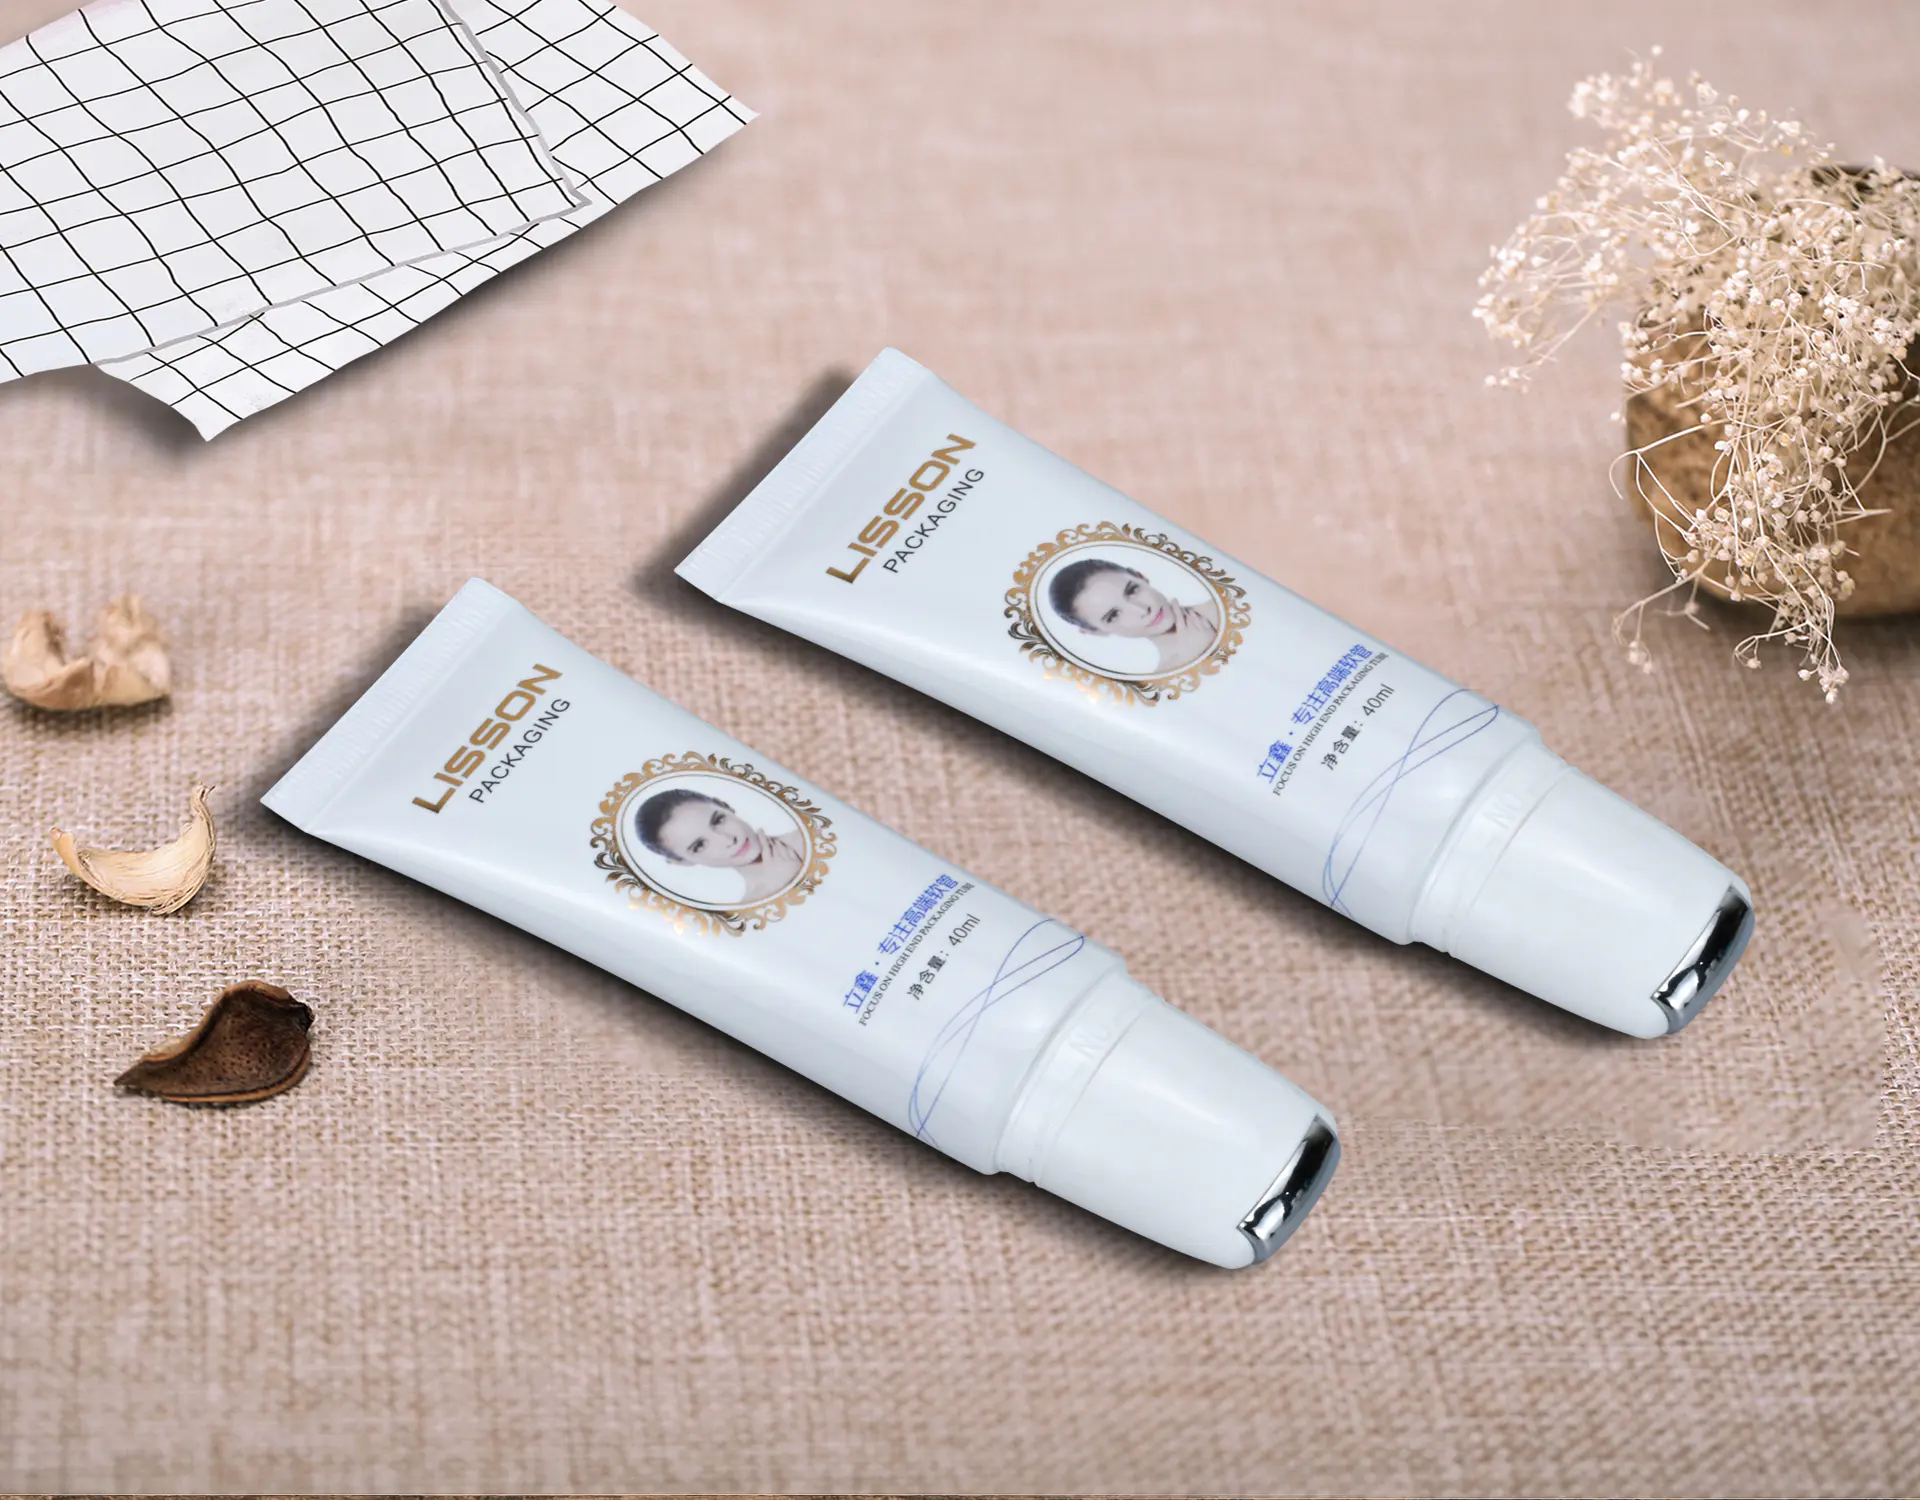 LISSON
PACKAGING
立鑫·专注高端软管
FOCUS ON HIGH END PACKAGING TUBE
净含量：40ml
NO.
LISSON
PACKAGING
立鑫·专注高端软管
FOCUS ON HIGH END PACKAGING TUBE
净含量：40ml
NO.